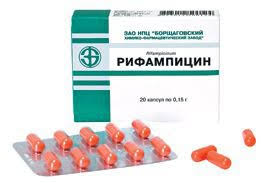 ЗАО НПЦ "БОРЩАГОВСКИЙ
ХИМИКО-ФАРМАЦЕВТИЧЕСКИЙ ЗАВОД"
Rifampicinum
РИФАМПИЦИН
20 капсул по 0,15 г